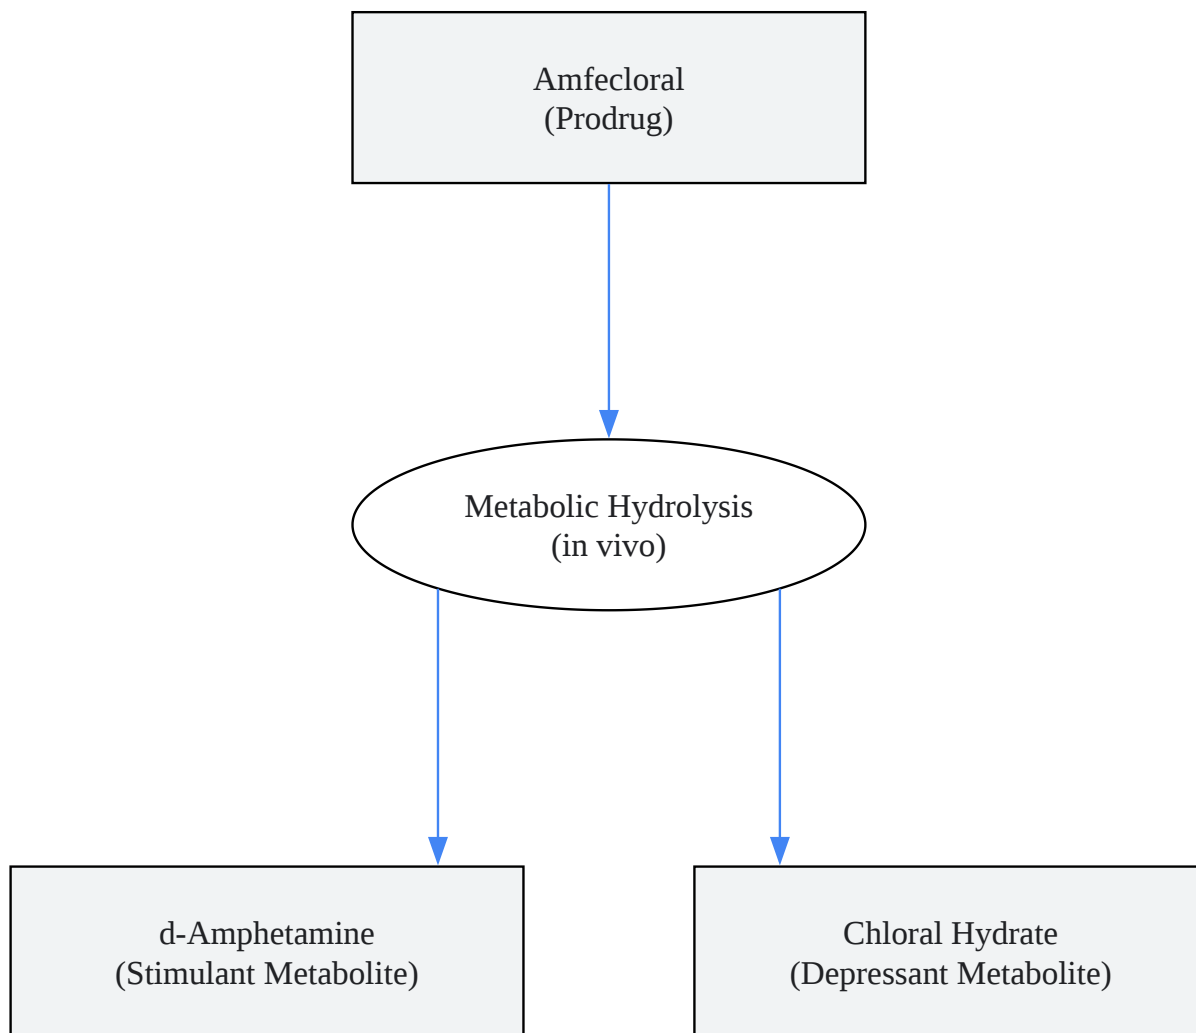 Amfecloral
(Prodrug)
Metabolic Hydrolysis
(in vivo)
d-Amphetamine
(Stimulant Metabolite)
Chloral Hydrate
(Depressant Metabolite)